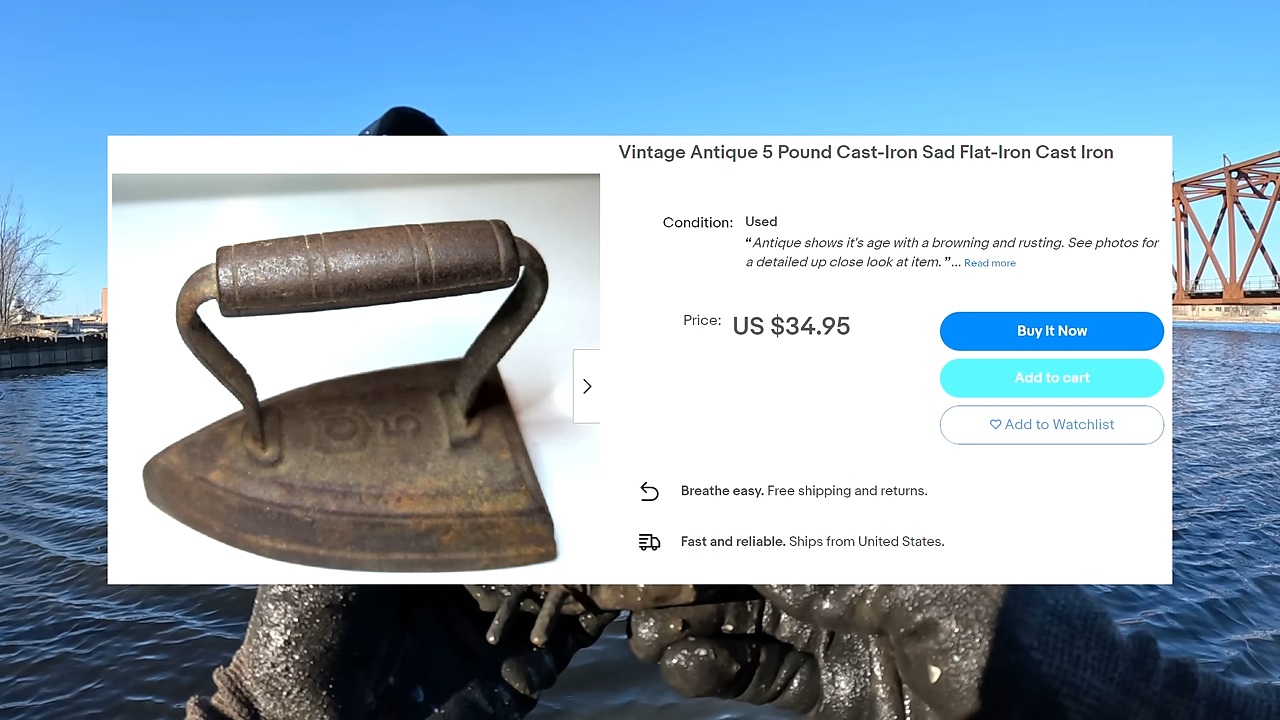 Vintage Antique 5 Pound Cast-Iron Sad Flat-Iron Cast Iron
Condition: Used
“Antique shows it's age with a browning and rusting. See photos for
a detailed up close look at item.”... Read more
Price: US $34.95
Buy It Now
Add to cart
Add to Watchlist
Breathe easy. Free shipping and returns.
Fast and reliable. Ships from United States.